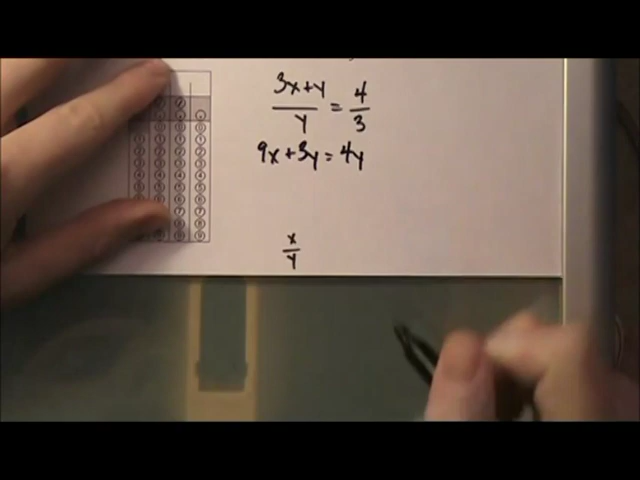 3x+y
—— = 4/3
y
9x+3y=4y
x/y